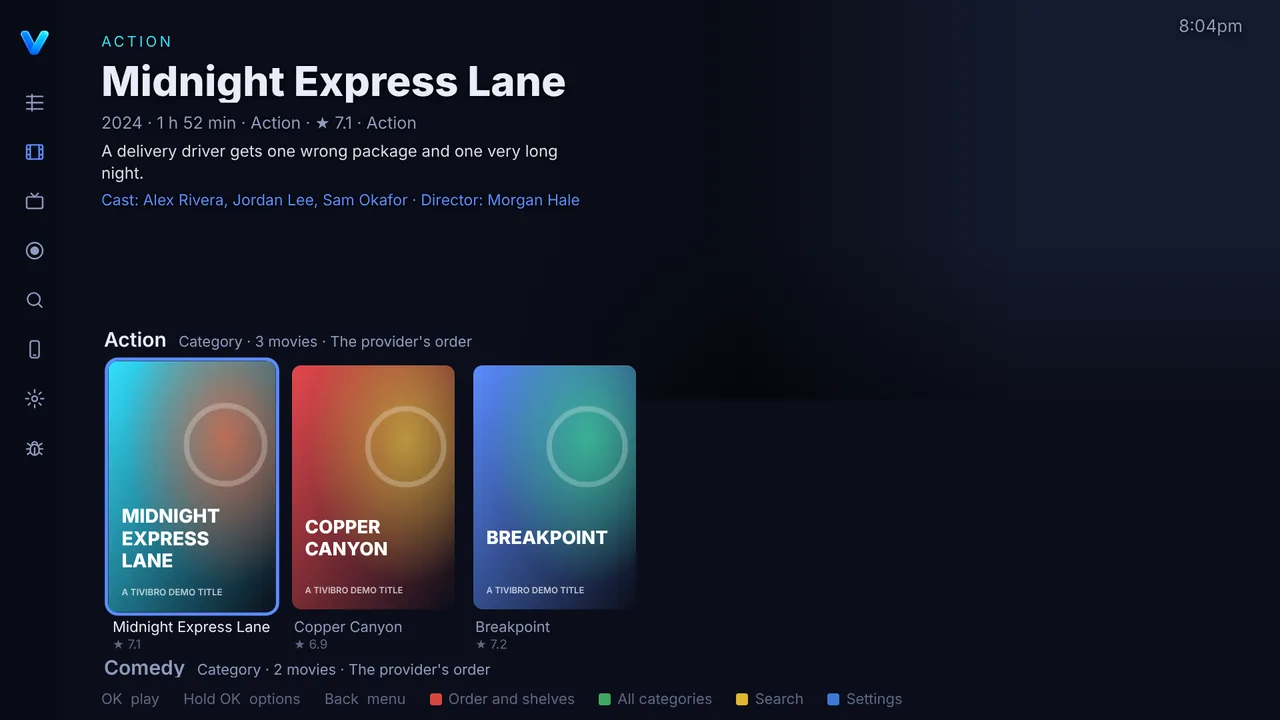 8:04pm
ACTION
Midnight Express Lane
2024 · 1 h 52 min · Action · ★ 7.1 · Action
A delivery driver gets one wrong package and one very long
night.
Cast: Alex Rivera, Jordan Lee, Sam Okafor · Director: Morgan Hale
Action Category · 3 movies · The provider's order
MIDNIGHT
EXPRESS
LANE
A TIVIBRO DEMO TITLE
COPPER
CANYON
A TIVIBRO DEMO TITLE
BREAKPOINT
A TIVIBRO DEMO TITLE
Midnight Express Lane
★ 7.1
Copper Canyon
★ 6.9
Breakpoint
★ 7.2
Comedy Category · 2 movies · The provider's order
OK play Hold OK options Back menu Order and shelves All categories Search Settings